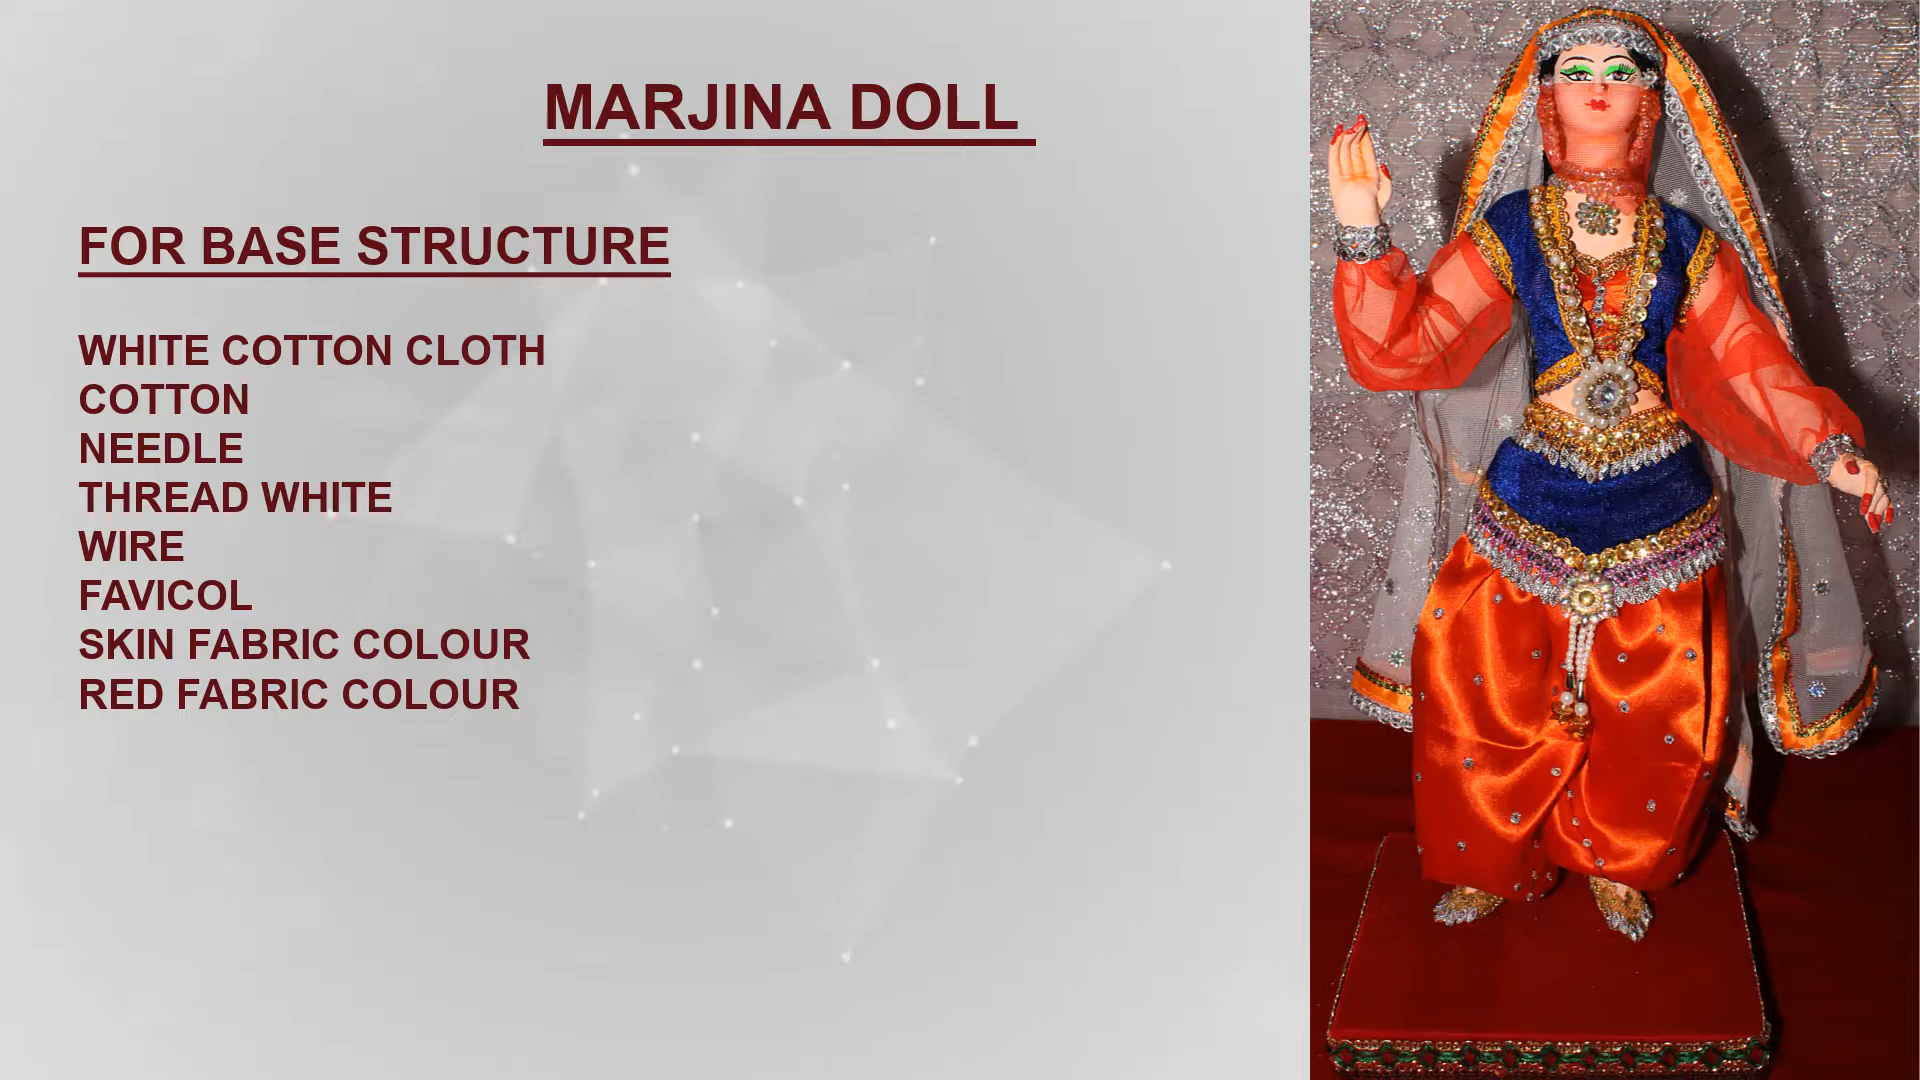 MARJINA DOLL
FOR BASE STRUCTURE
WHITE COTTON CLOTH
COTTON
NEEDLE
THREAD WHITE
WIRE
FAVICOL
SKIN FABRIC COLOUR
RED FABRIC COLOUR